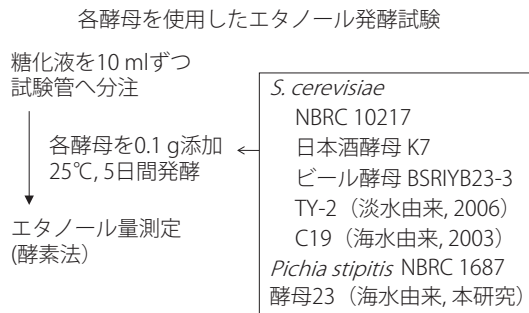 各酵母を使用したエタノール発酵試験
糖化液を10 mlずつ
試験管へ分注
各酵母を0.1 g添加
25℃, 5日間発酵
エタノール量測定
(酵素法)
S. cerevisiae
NBRC 10217
日本酒酵母 K7
ビール酵母 BSRIYB23-3
TY-2（淡水由来, 2006）
C19（海水由来, 2003）
Pichia stipitis NBRC 1687
酵母23（海水由来, 本研究）